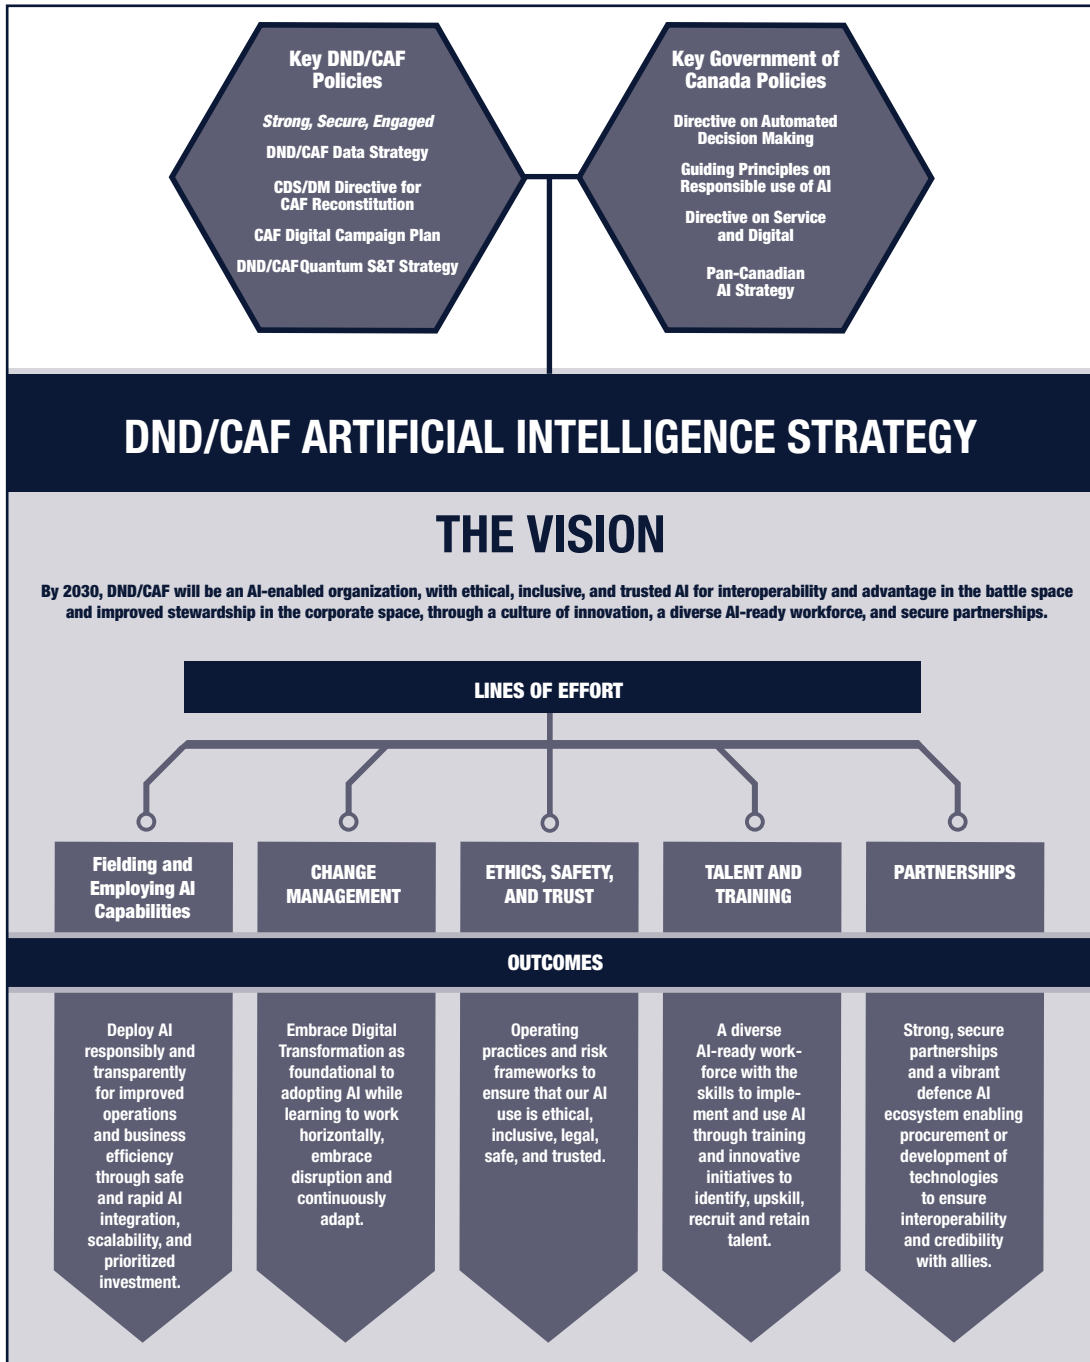 Key DND/CAF
Policies
Strong, Secure, Engaged
DND/CAF Data Strategy
CDS/DM Directive for
CAF Reconstitution
CAF Digital Campaign Plan
DND/CAF Quantum S&T Strategy
Key Government of
Canada Policies
Directive on Automated
Decision Making
Guiding Principles on
Responsible use of AI
Directive on Service
and Digital
Pan-Canadian
AI Strategy
DND/CAF ARTIFICIAL INTELLIGENCE STRATEGY
THE VISION
By 2030, DND/CAF will be an AI-enabled organization, with ethical, inclusive, and trusted AI for interoperability and advantage in the battle space
and improved stewardship in the corporate space, through a culture of innovation, a diverse AI-ready workforce, and secure partnerships.
LINES OF EFFORT
Fielding and
Employing AI
Capabilities
CHANGE
MANAGEMENT
ETHICS, SAFETY,
AND TRUST
TALENT AND
TRAINING
PARTNERSHIPS
OUTCOMES
Deploy AI
responsibly and
transparently
for improved
operations
and business
efficiency
through safe
and rapid AI
integration,
scalability, and
prioritized
investment.
Embrace Digital
Transformation as
foundational to
adopting AI while
learning to work
horizontally,
embrace
disruption and
continuously
adapt.
Operating
practices and risk
frameworks to
ensure that our AI
use is ethical,
inclusive, legal,
safe, and trusted.
A diverse
AI-ready work-
force with the
skills to imple-
ment and use AI
through training
and innovative
initiatives to
identify, upskill,
recruit and retain
talent.
Strong, secure
partnerships
and a vibrant
defence AI
ecosystem enabling
procurement or
development of
technologies
to ensure
interoperability
and credibility
with allies.